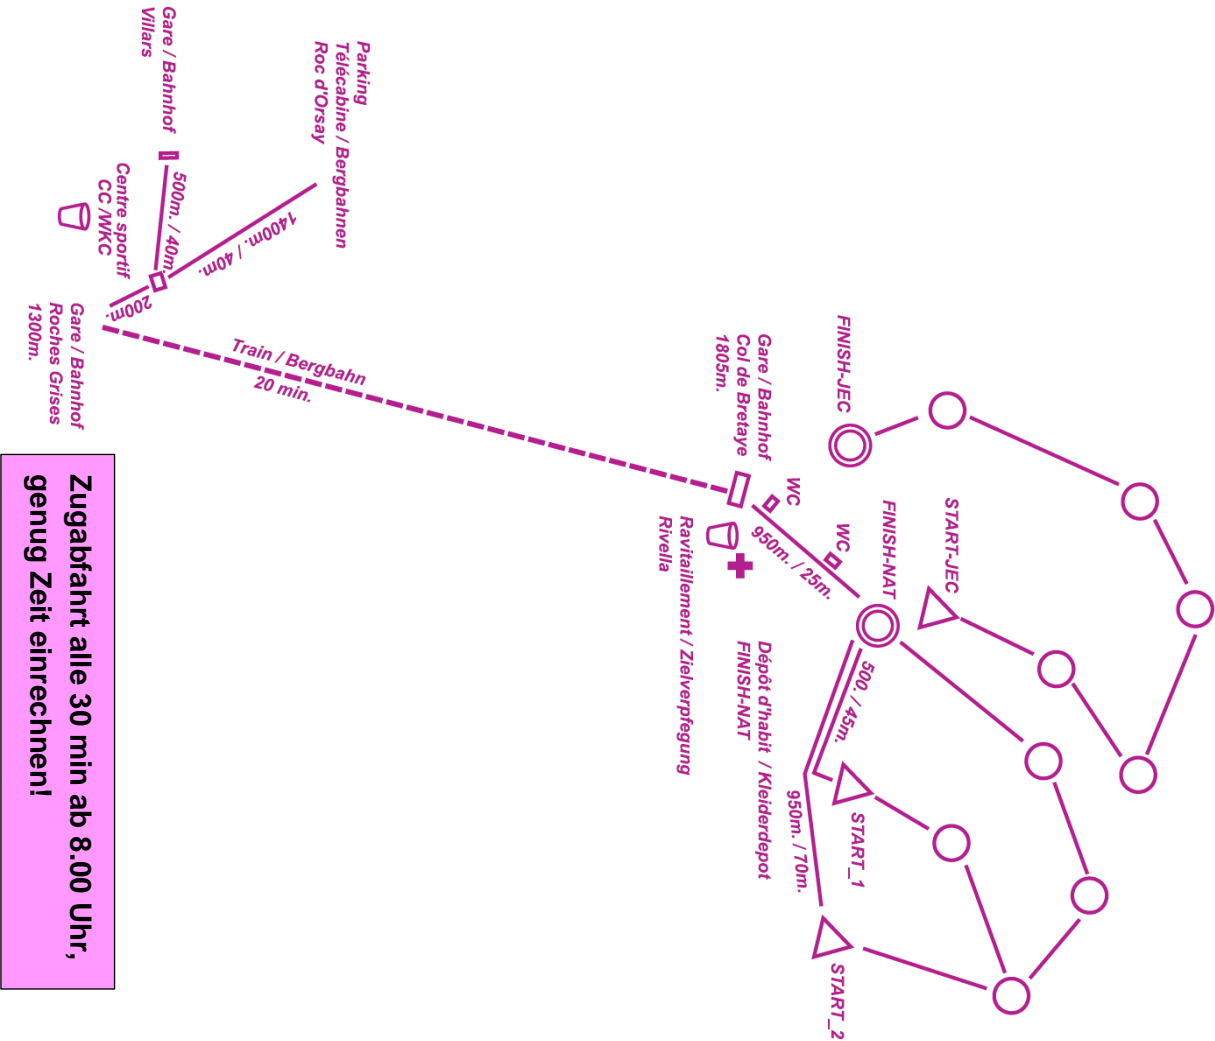 Gare / Bahnhof
Villars
500m. / 40m.
Centre sportif
CC /WKC
Parking
Télécabine / Bergbahnen
Roc d'Orsay
1400m. / 40m.
200m.
Gare / Bahnhof
Roches Grises
1300m.
Train / Bergbahn
20 min.
Gare / Bahnhof
Col de Bretaye
1805m.
WC
WC
950m. / 25m.
Ravitaillement / Zielverpfegung
Rivella
FINISH-JEC
START-JEC
FINISH-NAT
Dépôt d'habit / Kleiderdepot
FINISH-NAT
500. / 45m.
950m. / 70m.
START_1
START_2
Zugabfahrt alle 30 min ab 8.00 Uhr,
genug Zeit einrechnen!